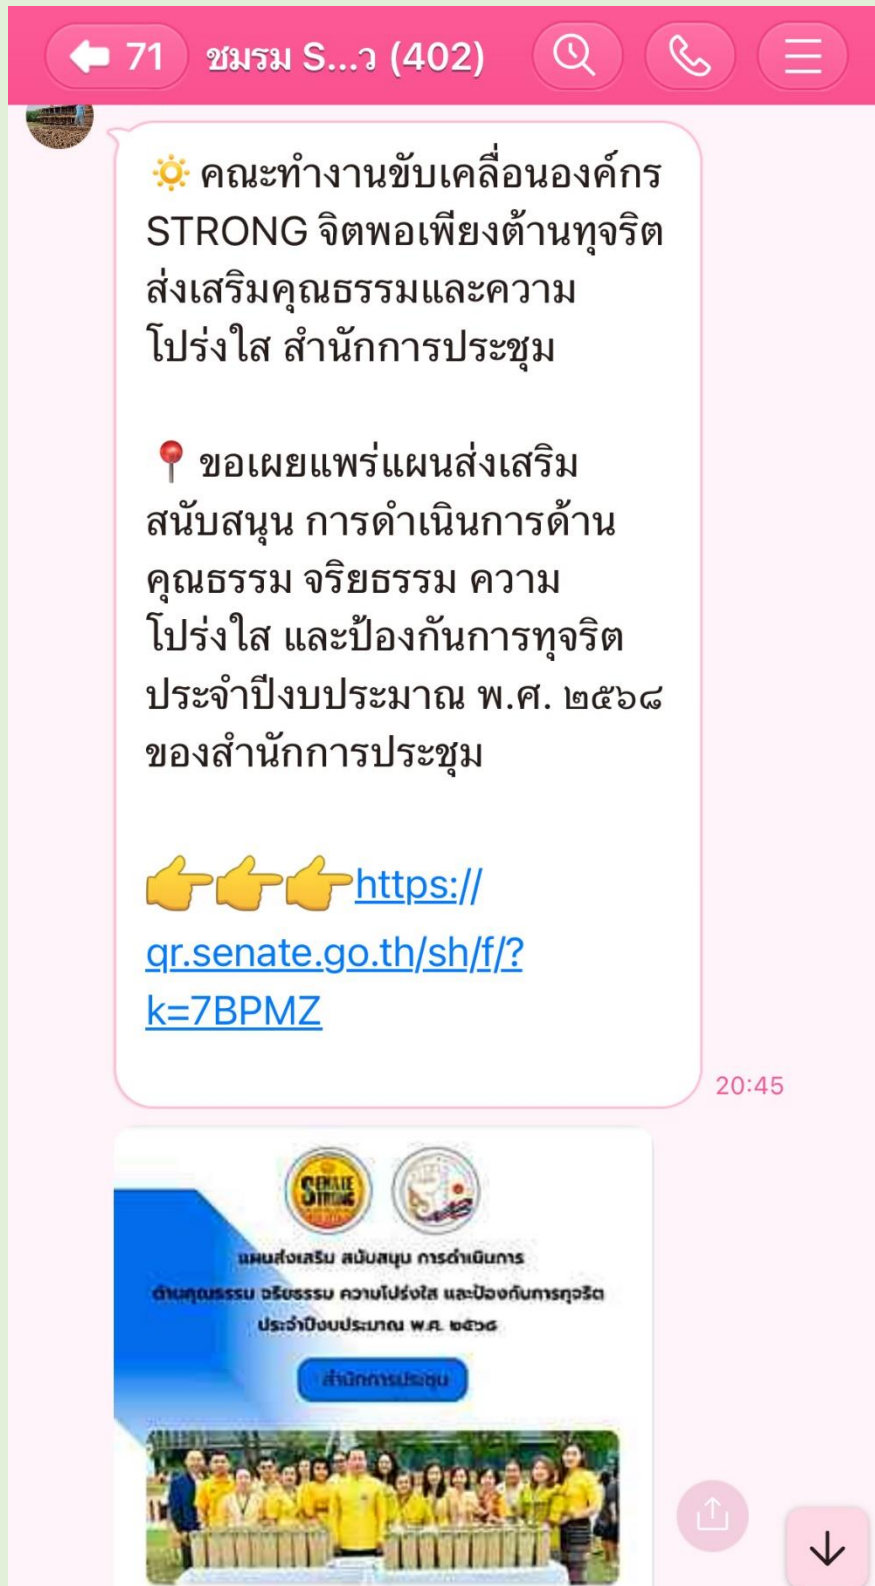 71 ชมรม S...ว (402)
คณะทำงานขับเคลื่อนองค์กร
STRONG จิตพอเพียงต้านทุจริต
ส่งเสริมคุณธรรมและความ
โปร่งใส สำนักการประชุม
ขอเผยแพร่แผนส่งเสริม
สนับสนุน การดำเนินการด้าน
คุณธรรม จริยธรรม ความ
โปร่งใส และป้องกันการทุจริต
ประจำปีงบประมาณ พ.ศ. ๒๕๖๘
ของสำนักการประชุม
https://
qr.senate.go.th/sh/f/?
k=7BPMZ
20:45
SENATE
STRONG
แผนส่งเสริม สนับสนุน การดำเนินการ
ด้านคุณธรรม จริยธรรม ความโปร่งใส และป้องกันการทุจริต
ประจำปีงบประมาณ พ.ศ. ๒๕๖๘
สำนักการประชุม